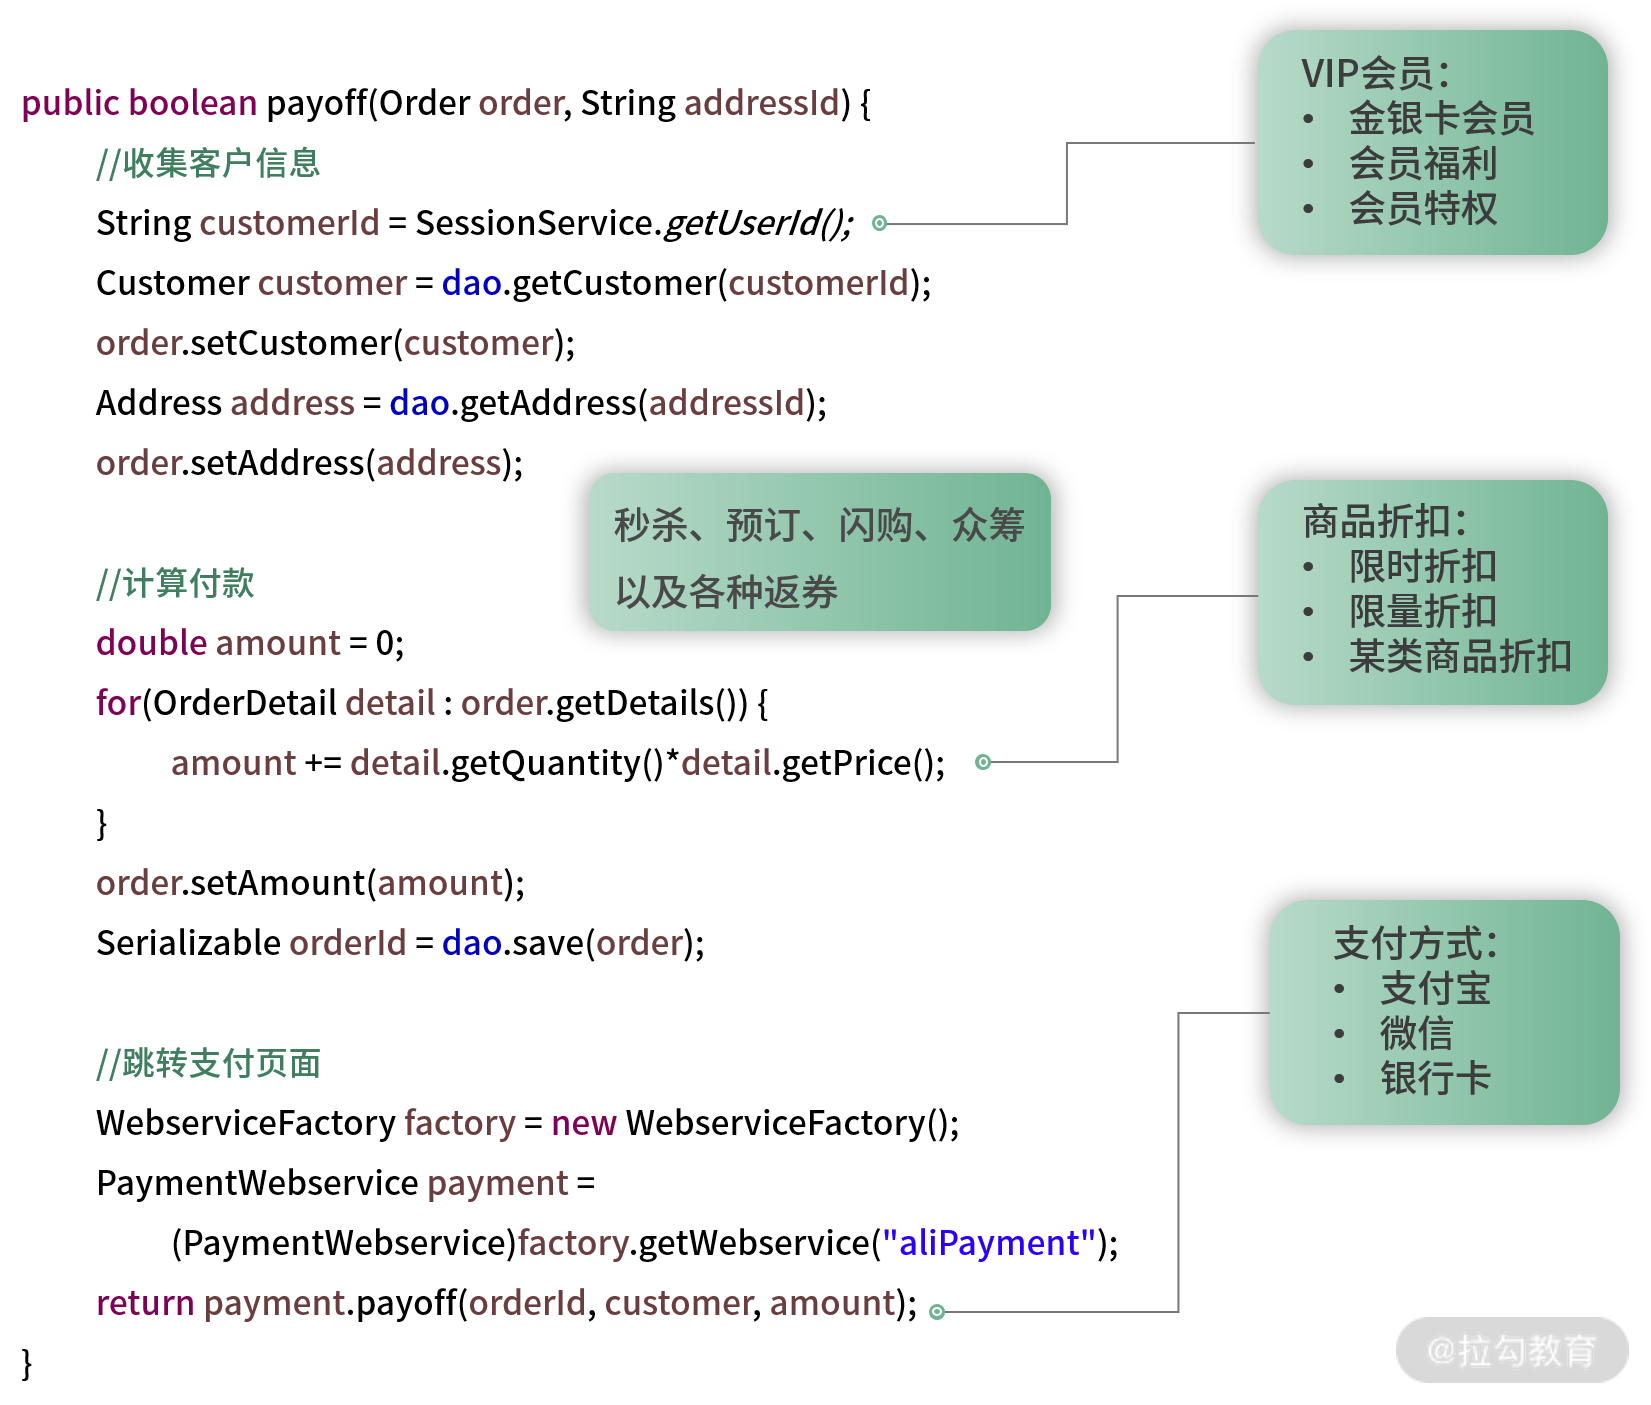 public boolean payoff(Order order, String addressId) {
//收集客户信息
String customerId = SessionService.getUserId();
Customer customer = dao.getCustomer(customerId);
order.setCustomer(customer);
Address address = dao.getAddress(addressId);
order.setAddress(address);
//计算付款
double amount = 0;
for(OrderDetail detail : order.getDetails()) {
amount += detail.getQuantity()*detail.getPrice();
}
order.setAmount(amount);
Serializable orderId = dao.save(order);
//跳转支付页面
WebserviceFactory factory = new WebserviceFactory();
PaymentWebservice payment =
(PaymentWebservice)factory.getWebservice("aliPayment");
return payment.payoff(orderId, customer, amount);
}
VIP会员：
• 金银卡会员
• 会员福利
• 会员特权
秒杀、预订、闪购、众筹
以及各种返券
商品折扣：
• 限时折扣
• 限量折扣
• 某类商品折扣
支付方式：
• 支付宝
• 微信
• 银行卡
@拉勾教育